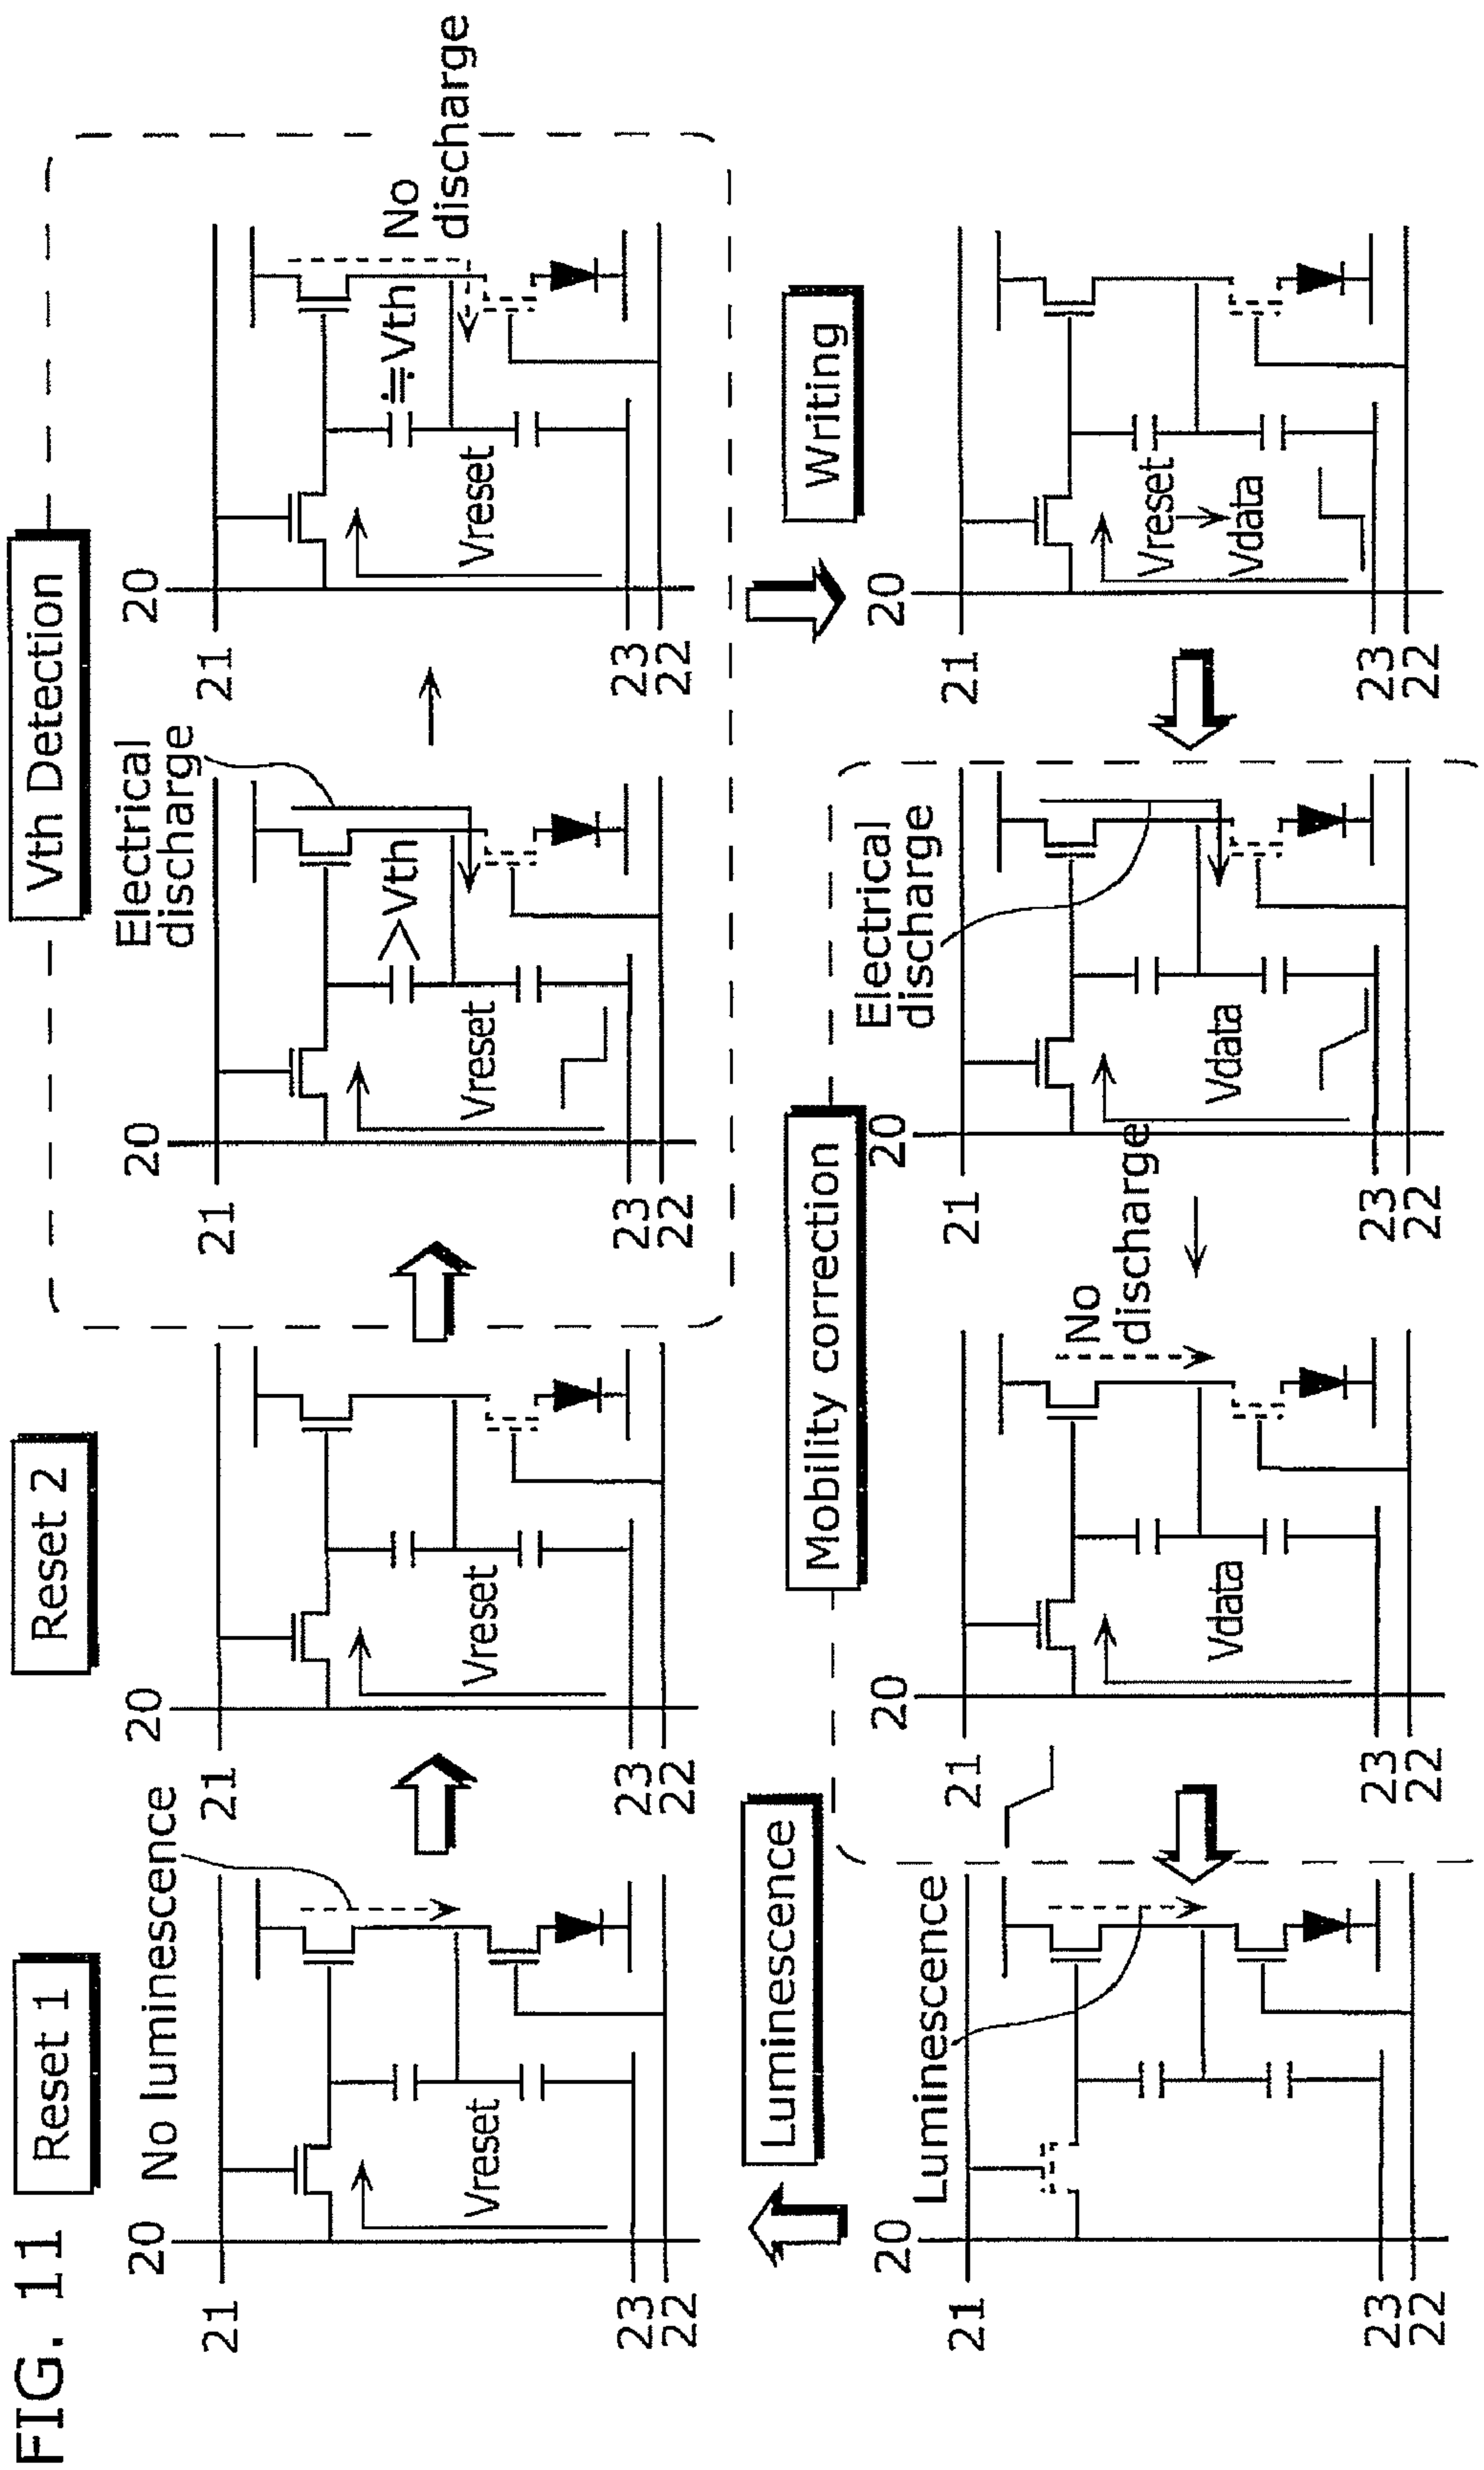 FIG. 11
Reset 1
No luminescence
20
21
Vreset
23
22
Reset 2
20
21
Vreset
23
22
Vth Detection
Electrical
discharge
20
21
>Vth
Vreset
23
22
20
21
≒Vth
No
discharge
Vreset
23
22
Writing
20
21
Vreset
Vdata
23
22
Mobility correction
Electrical
discharge
20
21
Vdata
23
22
No
discharge
20
21
Vdata
23
22
Luminescence
Luminescence
20
21
23
22